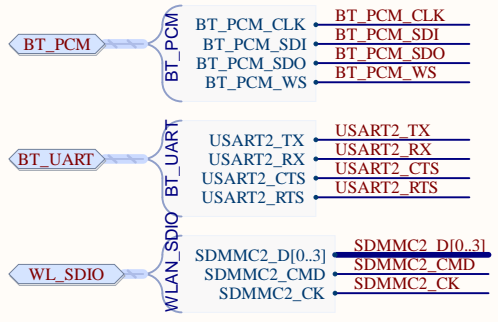 BT_PCM
BT_PCM
BT_PCM_CLK BT_PCM_CLK
BT_PCM_SDI BT_PCM_SDI
BT_PCM_SDO BT_PCM_SDO
BT_PCM_WS BT_PCM_WS
BT_UART
BT_UART
USART2_TX USART2_TX
USART2_RX USART2_RX
USART2_CTS USART2_CTS
USART2_RTS USART2_RTS
WL_SDIO
WLAN_SDIO
SDMMC2_D[0..3] SDMMC2_D[0..3]
SDMMC2_CMD SDMMC2_CMD
SDMMC2_CK SDMMC2_CK